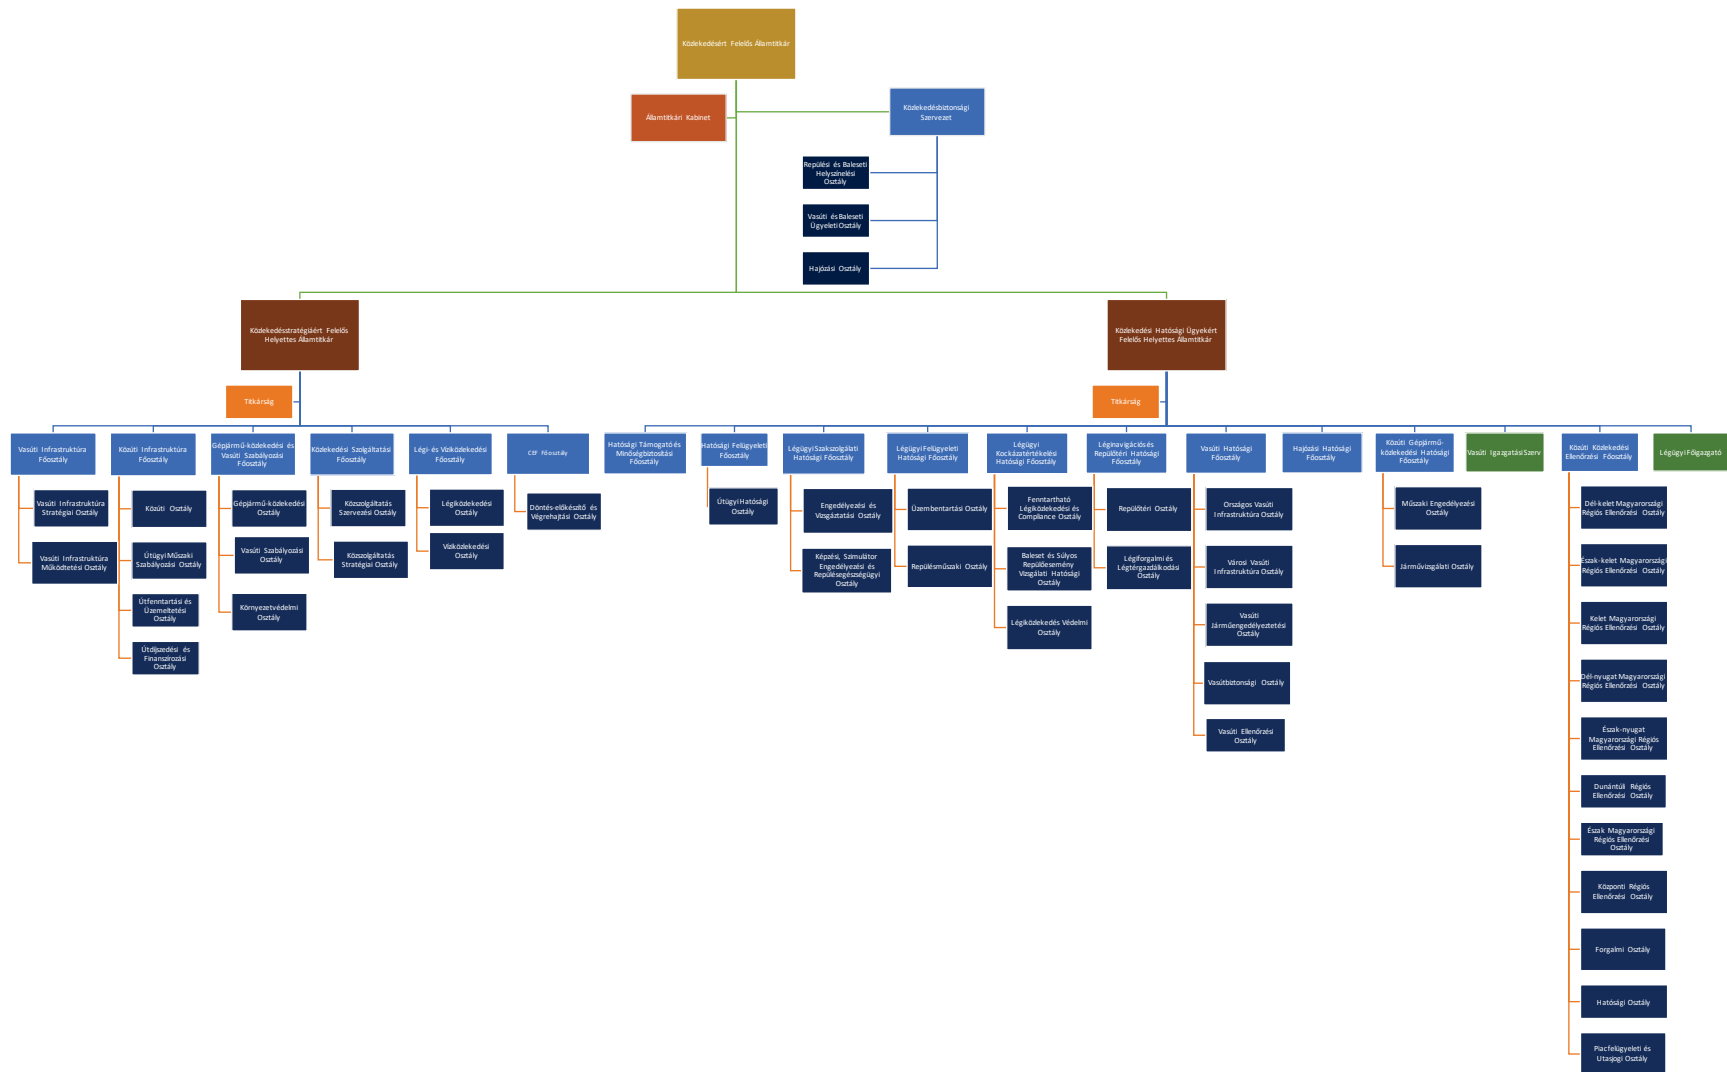 Közlekedésért Felelős Államtitkár
Államtitkári Kabinet
Közlekedésbiztonsági
Szervezet
Repülési és Baleseti
Helyszínelési
Osztály
Vasúti és Baleseti
Ügyeleti Osztály
Hajózási Osztály
Közlekedésstratégiáért Felelős
Helyettes Államtitkár
Titkárság
Közlekedési Hatósági Ügyekért
Felelős Helyettes Államtitkár
Titkárság
Vasúti Infrastruktúra
Főosztály
Vasúti Infrastruktúra
Stratégiai Osztály
Vasúti Infrastruktúra
Működtetési Osztály
Közúti Infrastruktúra
Főosztály
Közúti Osztály
Útügyi Műszaki
Szabályozási Osztály
Útfenntartási és
Üzemeltetési
Osztály
Útdíjszedési és
Finanszírozási
Osztály
Gépjármű-közlekedési és
Vasúti Szabályozási
Főosztály
Gépjármű-közlekedési
Osztály
Vasúti Szabályozási
Osztály
Környezetvédelmi
Osztály
Közlekedési Szolgáltatási
Főosztály
Közszolgáltatás
Szervezési Osztály
Közszolgáltatás
Stratégiai Osztály
Légi- és Víziközlekedési
Főosztály
Légiközlekedési
Osztály
Víziközlekedési
Osztály
CEF Főosztály
Döntés-előkészítő és
Végrehajtási Osztály
Hatósági Támogató és
Minőségbiztosítási
Főosztály
Hatósági Felügyeleti
Főosztály
Útügyi Hatósági
Osztály
Légügyi Szakszolgálati
Hatósági Főosztály
Engedélyezési és
Vizsgáztatási Osztály
Képzési, Szimulátor
Engedélyezési és
Repülésegészségügyi
Osztály
Légügyi Felügyeleti
Hatósági Főosztály
Üzembentartási Osztály
Repülésműszaki Osztály
Légügyi
Kockázatértékelési
Hatósági Főosztály
Fenntartható
Légiközlekedési és
Compliance Osztály
Baleset és Súlyos
Repülőesemény
Vizsgálati Hatósági
Osztály
Légiközlekedés Védelmi
Osztály
Léginavigációs és
Repülőtéri Hatósági
Főosztály
Repülőtéri Osztály
Légiforgalmi és
Légtérgazdálkodási
Osztály
Vasúti Hatósági
Főosztály
Országos Vasúti
Infrastruktúra Osztály
Városi Vasúti
Infrastruktúra Osztály
Vasúti
Járműengedélyeztetési
Osztály
Vasútbiztonsági Osztály
Vasúti Ellenőrzési
Osztály
Hajózási Hatósági
Főosztály
Közúti Gépjármű-
közlekedési Hatósági
Főosztály
Műszaki Engedélyezési
Osztály
Járművizsgálati Osztály
Vasúti Igazgatási Szerv
Közúti Közlekedési
Ellenőrzési Főosztály
Dél-kelet Magyarországi
Régiós Ellenőrzési Osztály
Észak-kelet Magyarországi
Régiós Ellenőrzési Osztály
Kelet Magyarországi
Régiós Ellenőrzési Osztály
Dél-nyugat Magyarországi
Régiós Ellenőrzési Osztály
Észak-nyugat
Magyarországi Régiós
Ellenőrzési Osztály
Dunántúli Régiós
Ellenőrzési Osztály
Észak Magyarországi
Régiós Ellenőrzési
Osztály
Központi Régiós
Ellenőrzési Osztály
Forgalmi Osztály
Hatósági Osztály
Piacfelügyeleti és
Utasjogi Osztály
Légügyi Főigazgató